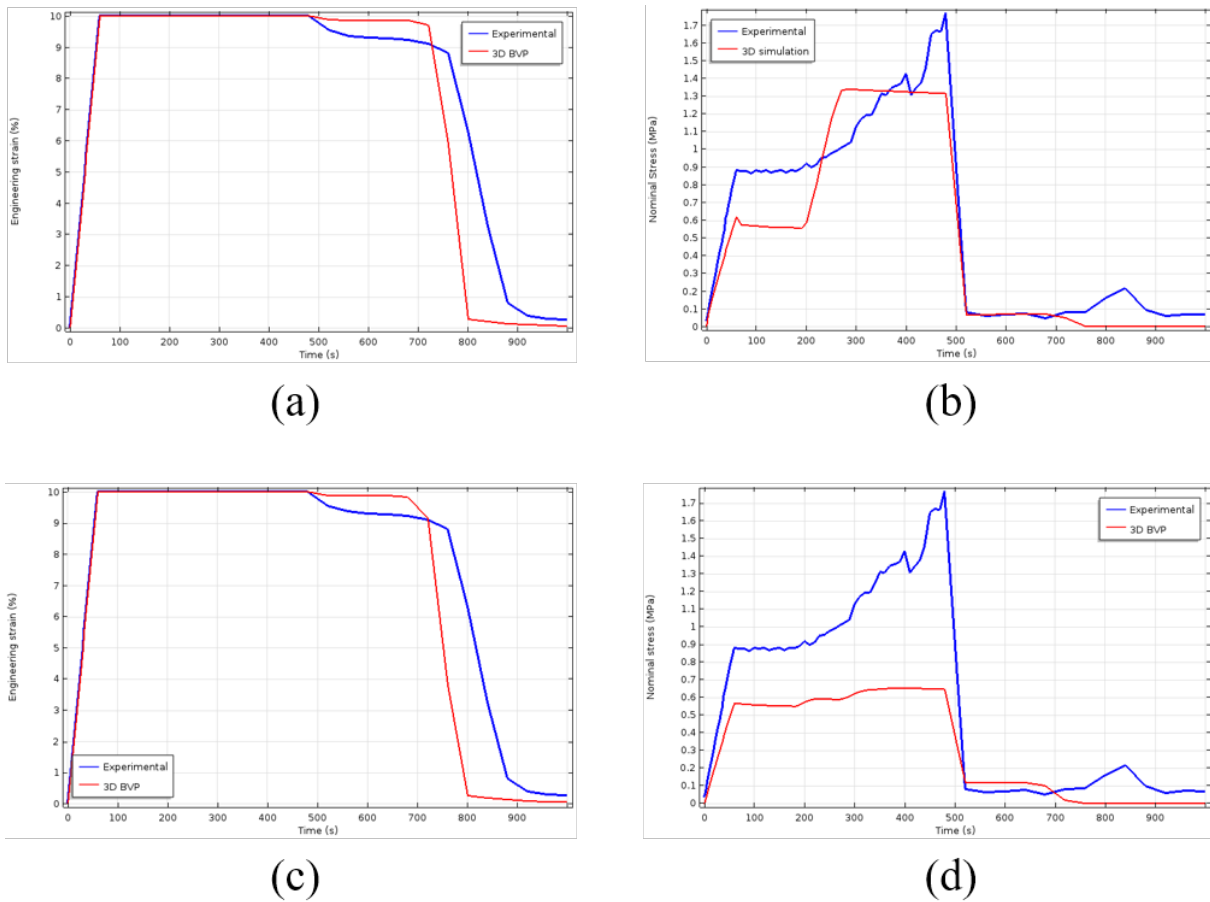 10
9
8
7
6
5
4
3
2
1
0
Engineering strain (%)
Experimental
3D BVP
0 100 200 300 400 500 600 700 800 900
Time (s)
(a)
1.7
1.6
1.5
1.4
1.3
1.2
1.1
1
0.9
0.8
0.7
0.6
0.5
0.4
0.3
0.2
0.1
0
Nominal Stress (MPa)
Experimental
3D simulation
0 100 200 300 400 500 600 700 800 900
Time (s)
(b)
10
9
8
7
6
5
4
3
2
1
0
Engineering strain (%)
Experimental
3D BVP
0 100 200 300 400 500 600 700 800 900
Time (s)
(c)
1.7
1.6
1.5
1.4
1.3
1.2
1.1
1
0.9
0.8
0.7
0.6
0.5
0.4
0.3
0.2
0.1
0
Nominal stress (MPa)
Experimental
3D BVP
0 100 200 300 400 500 600 700 800 900
Time (s)
(d)